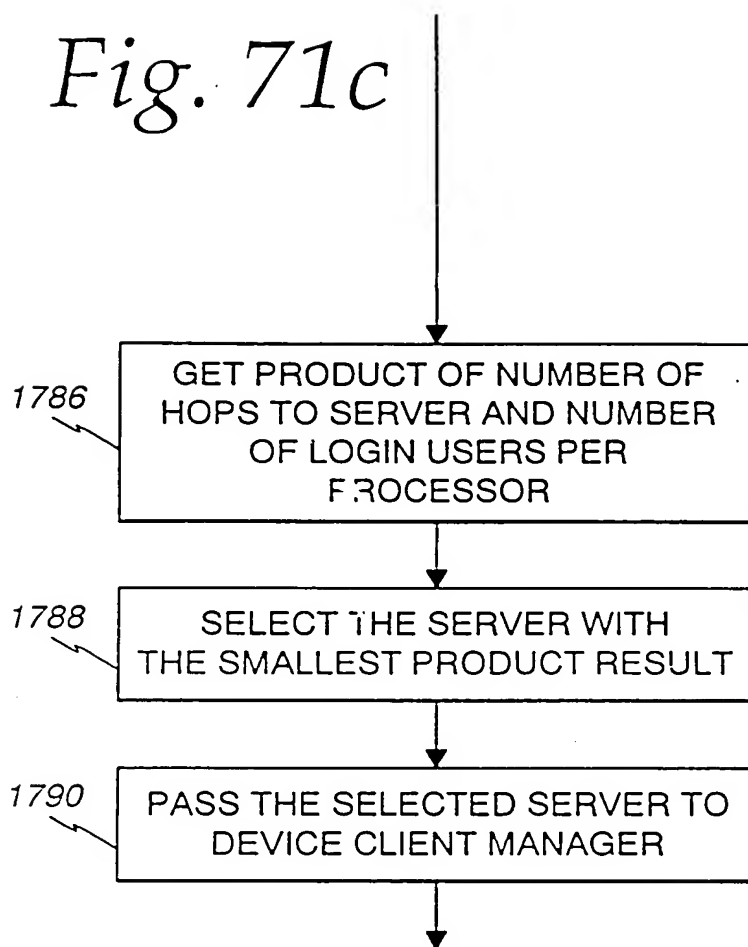 Fig. 71c
1786
GET PRODUCT OF NUMBER OF
HOPS TO SERVER AND NUMBER
OF LOGIN USERS PER
PROCESSOR
1788
SELECT THE SERVER WITH
THE SMALLEST PRODUCT RESULT
1790
PASS THE SELECTED SERVER TO
DEVICE CLIENT MANAGER